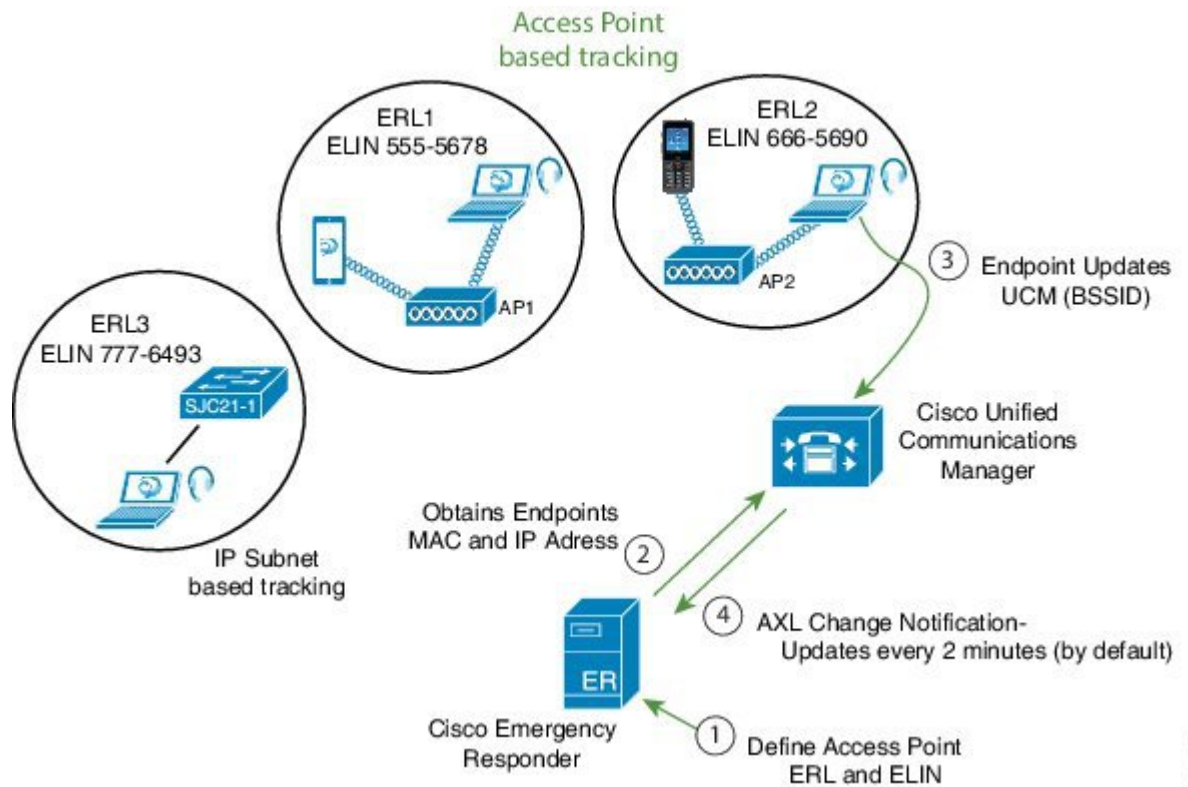 Access Point
based tracking
ERL1
ELIN 555-5678
AP1
ERL2
ELIN 666-5690
AP2
3 Endpoint Updates
UCM (BSSID)
ERL3
ELIN 777-6493
SJC21-1
IP Subnet
based tracking
Cisco Unified
Communications
Manager
Obtains Endpoints
MAC and IP Adress
2
4 AXL Change Notification-
Updates every 2 minutes (by default)
ER
Cisco Emergency
Responder
1 Define Access Point
ERL and ELIN